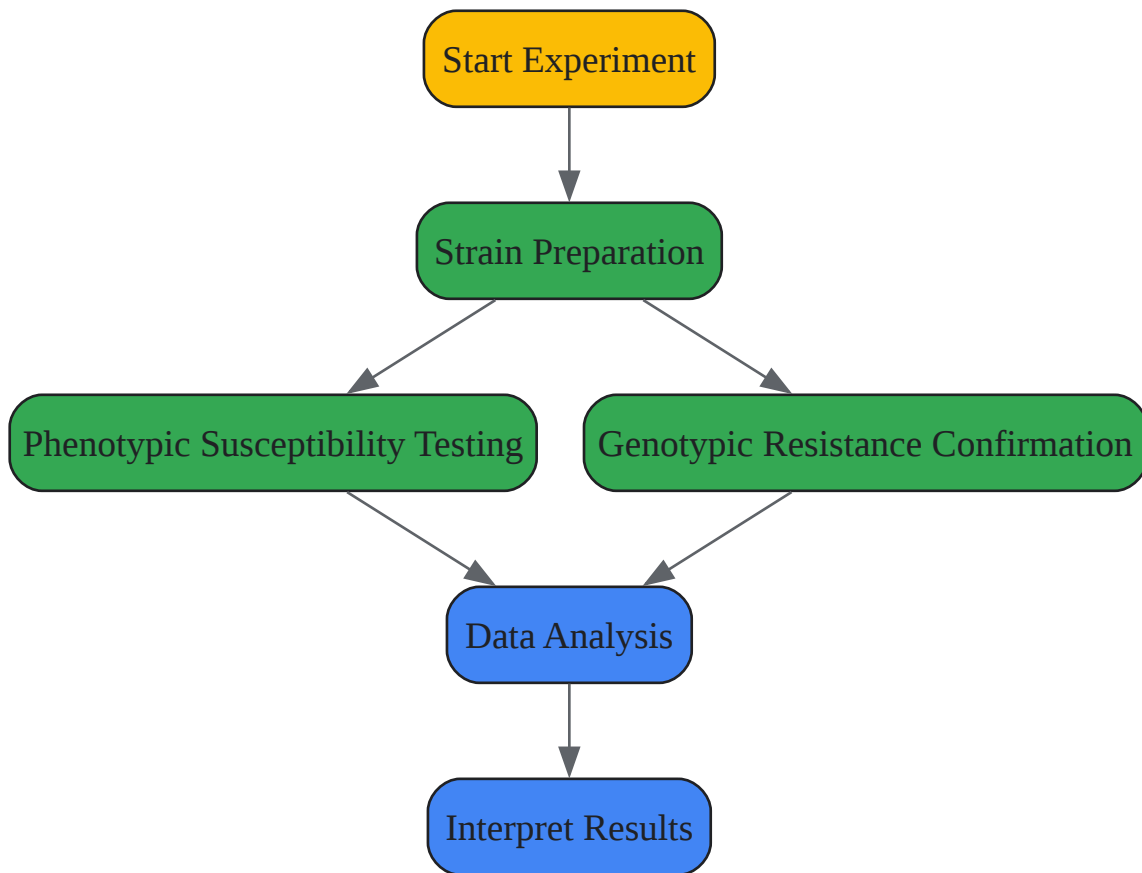 Start Experiment
Strain Preparation
Phenotypic Susceptibility Testing
Genotypic Resistance Confirmation
Data Analysis
Interpret Results